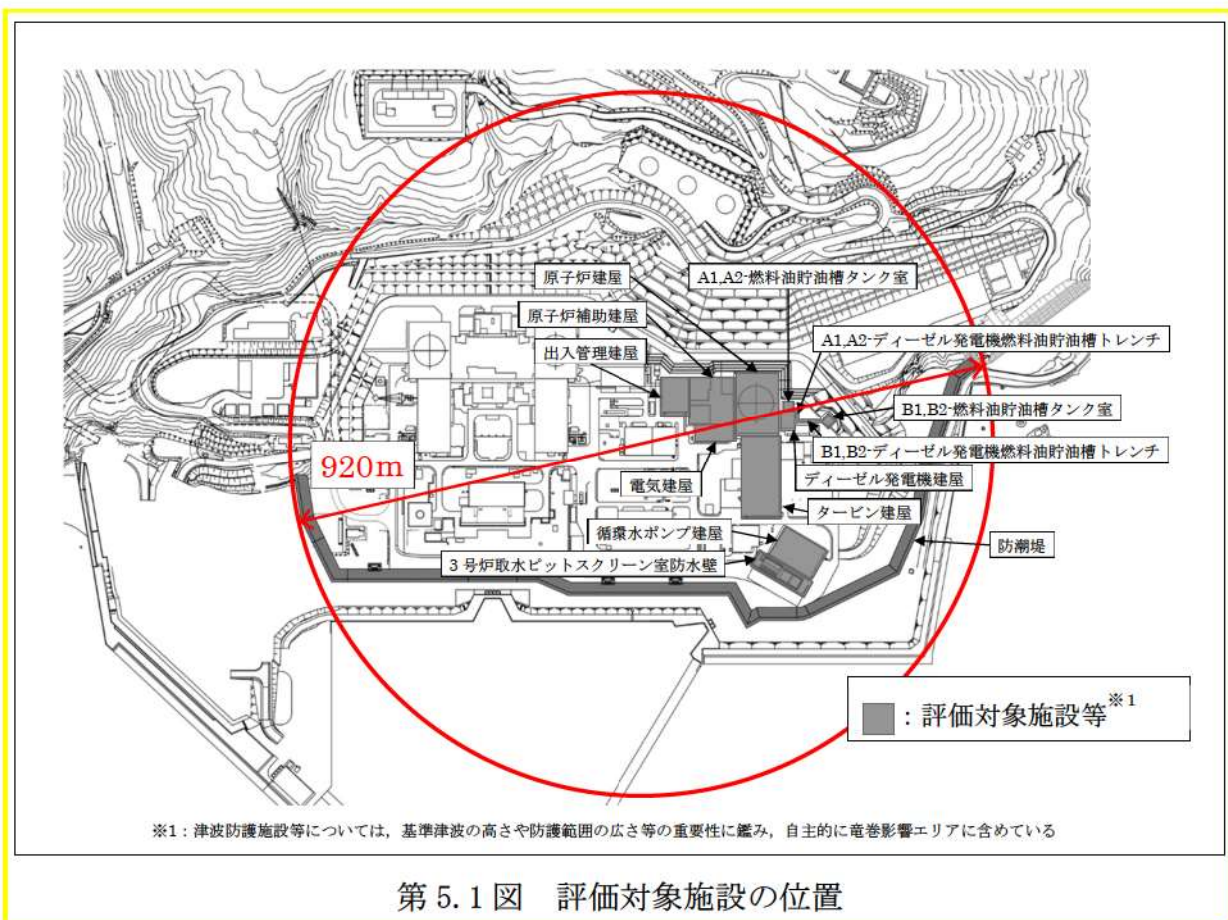 原子炉建屋
A1,A2-燃料油貯油槽タンク室
原子炉補助建屋
A1,A2-ディーゼル発電機燃料油貯油槽トレンチ
出入管理建屋
B1,B2-燃料油貯油槽タンク室
920m
B1,B2-ディーゼル発電機燃料油貯油槽トレンチ
電気建屋
ディーゼル発電機建屋
タービン建屋
循環水ポンプ建屋
防潮堤
3号炉取水ピットスクリーン室防水壁
:評価対象施設等※1
※1:津波防護施設等については,基準津波の高さや防護範囲の広さ等の重要性に鑑み,自主的に竜巻影響エリアに含めている
第5.1図 評価対象施設の位置